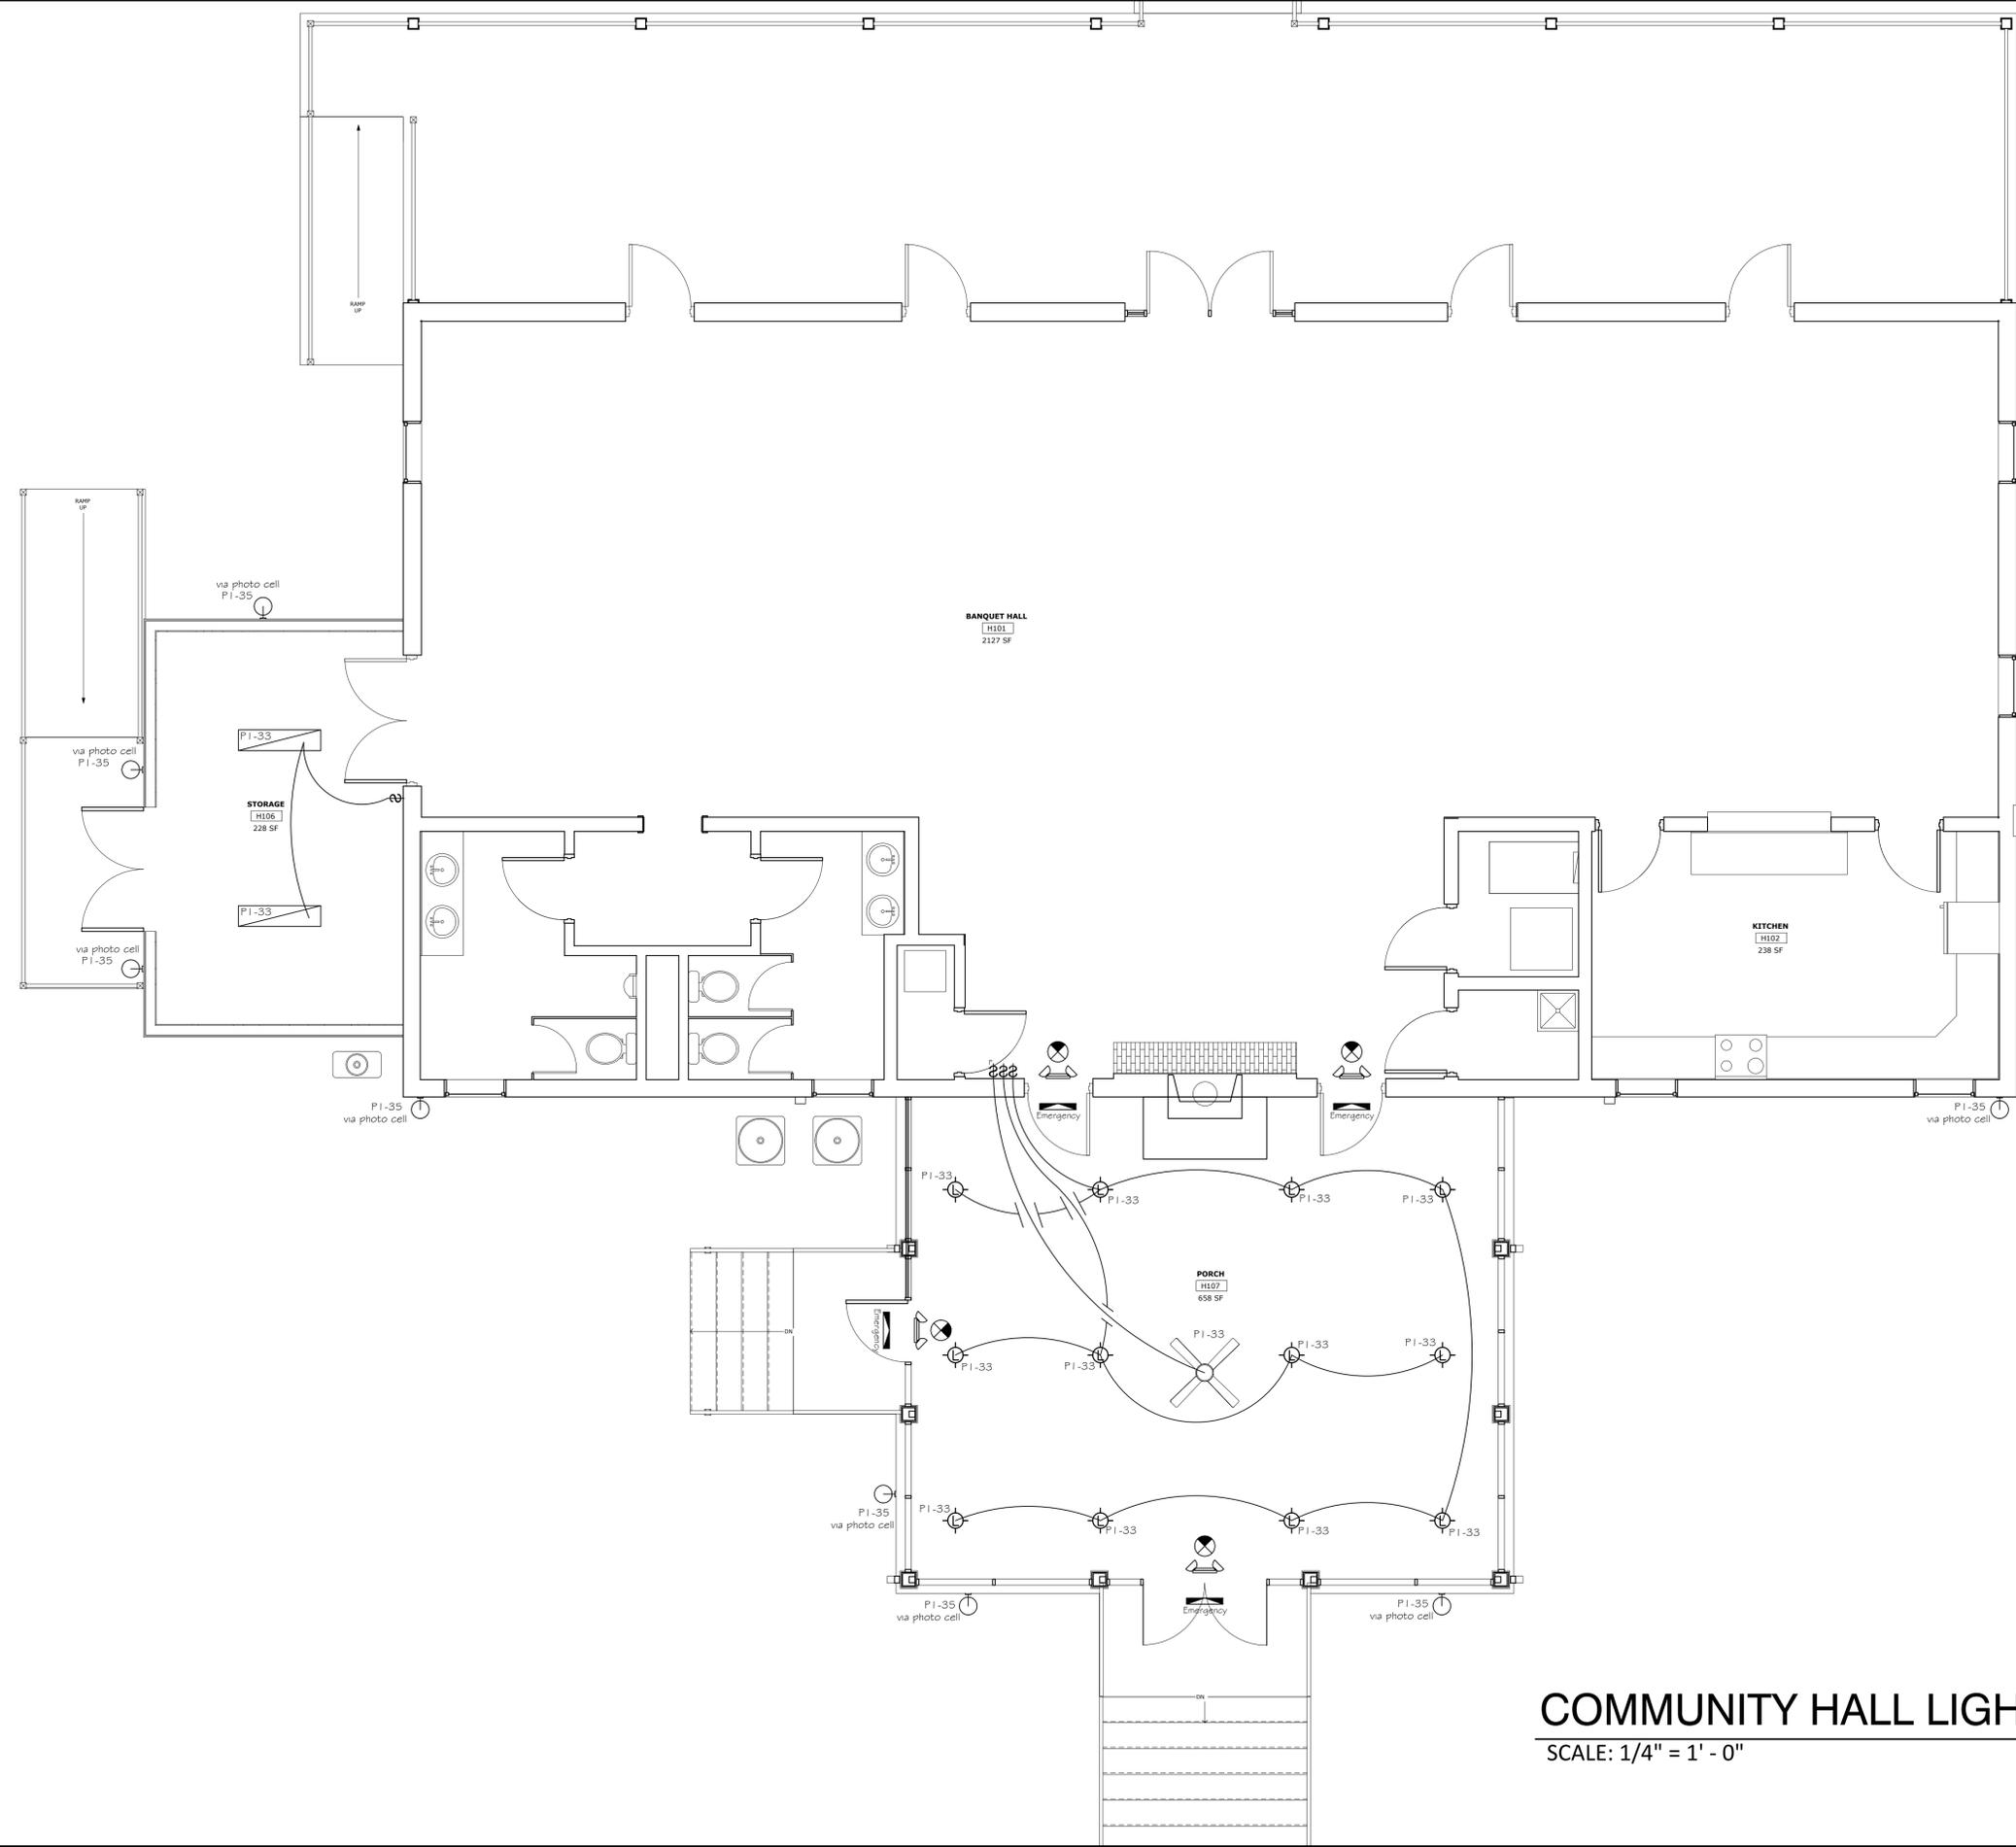 RAMP
UP
RAMP
UP
via photo cell
P1-35
BANQUET HALL
H101
2127 SF
P1-33
via photo cell
P1-35
STORAGE
H106
228 SF
P1-33
via photo cell
P1-35
KITCHEN
H102
238 SF
P1-35
via photo cell
Emergency
Emergency
P1-35
via photo cell
P1-33
P1-33
P1-33
P1-33
PORCH
H107
658 SF
DN
Emergency
P1-33
P1-33
P1-33
P1-33
P1-33
P1-35
via photo cell
P1-33
P1-33
P1-33
P1-33
P1-35
via photo cell
Emergency
P1-35
via photo cell
DN
COMMUNITY HALL LIGH
SCALE: 1/4" = 1' - 0"